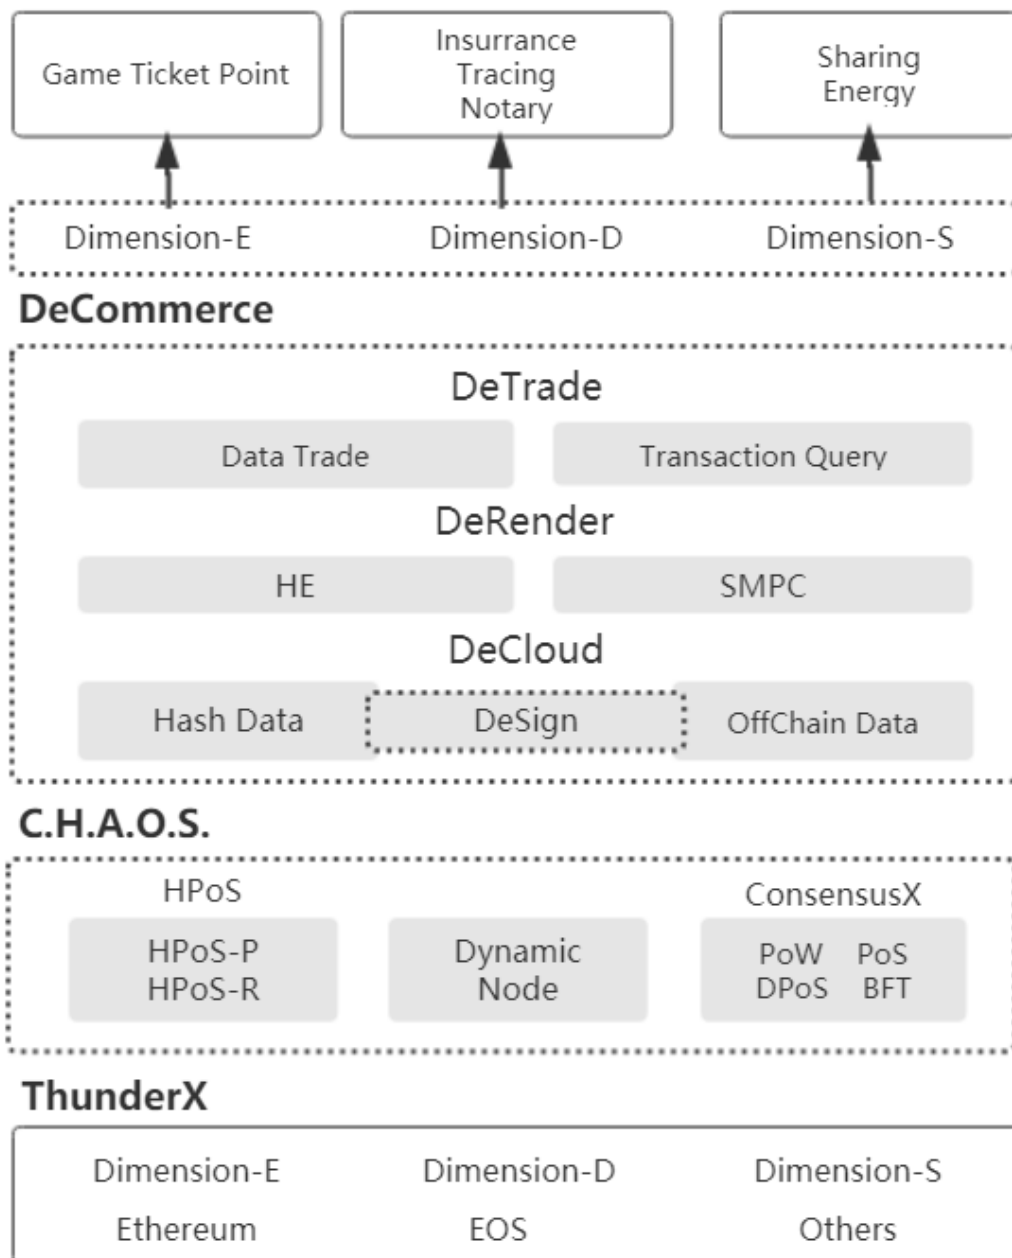 Game Ticket Point
Insurrance
Tracing
Notary
Sharing
Energy
Dimension-E Dimension-D Dimension-S
DeCommerce
DeTrade
Data Trade Transaction Query
DeRender
HE SMPC
DeCloud
Hash Data DeSign OffChain Data
C.H.A.O.S.
HPoS ConsensusX
HPoS-P
HPoS-R
Dynamic
Node
PoW PoS
DPoS BFT
ThunderX
Dimension-E Dimension-D Dimension-S
Ethereum EOS Others